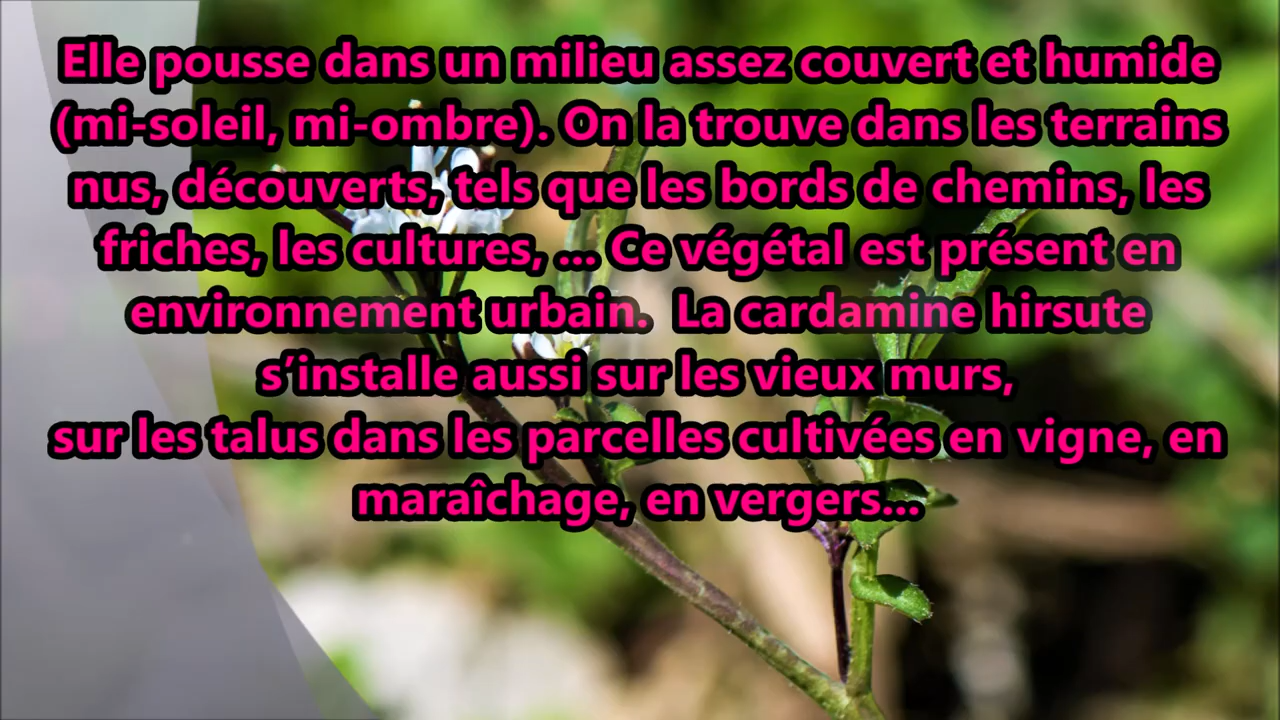 Elle pousse dans un milieu assez couvert et humide
(mi-soleil, mi-ombre). On la trouve dans les terrains
nus, découverts, tels que les bords de chemins, les
friches, les cultures, ... Ce végétal est présent en
environnement urbain.  La cardamine hirsute
s’installe aussi sur les vieux murs,
sur les talus dans les parcelles cultivées en vigne, en
maraîchage, en vergers...